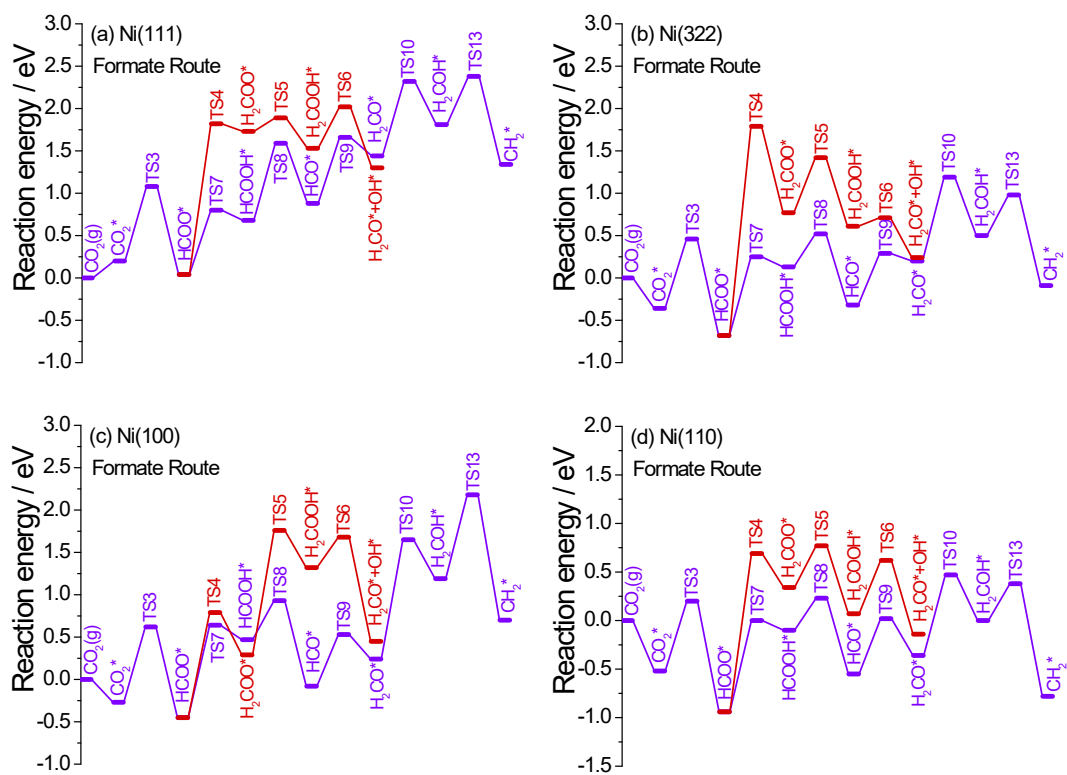 (a) Ni(111)
Formate Route
Reaction energy / eV
3.0
2.5
2.0
1.5
1.0
0.5
0.0
-0.5
-1.0
CO₂(g)
CO₂*
TS3
HCOO*
TS4
H₂COO*
TS5
H₂COOH*
TS6
H₂CO*+OH*
TS7
HCOOH*
TS8
HCO*
TS9
H₂CO*
TS10
H₂COH*
TS13
CH₂*
(b) Ni(322)
Formate Route
Reaction energy / eV
3.0
2.5
2.0
1.5
1.0
0.5
0.0
-0.5
-1.0
CO₂(g)
CO₂*
TS3
HCOO*
TS4
H₂COO*
TS5
H₂COOH*
TS6
H₂CO*+OH*
TS7
HCOOH*
TS8
HCO*
TS9
H₂CO*
TS10
H₂COH*
TS13
CH₂*
(c) Ni(100)
Formate Route
Reaction energy / eV
3.0
2.5
2.0
1.5
1.0
0.5
0.0
-0.5
-1.0
CO₂(g)
CO₂*
TS3
HCOO*
TS4
H₂COO*
TS5
H₂COOH*
TS6
H₂CO*+OH*
TS7
HCOOH*
TS8
HCO*
TS9
H₂CO*
TS10
H₂COH*
TS13
CH₂*
(d) Ni(110)
Formate Route
Reaction energy / eV
2.0
1.5
1.0
0.5
0.0
-0.5
-1.0
-1.5
CO₂(g)
CO₂*
TS3
HCOO*
TS4
H₂COO*
TS5
H₂COOH*
TS6
H₂CO*+OH*
TS7
HCOOH*
TS8
HCO*
TS9
H₂CO*
TS10
H₂COH*
TS13
CH₂*